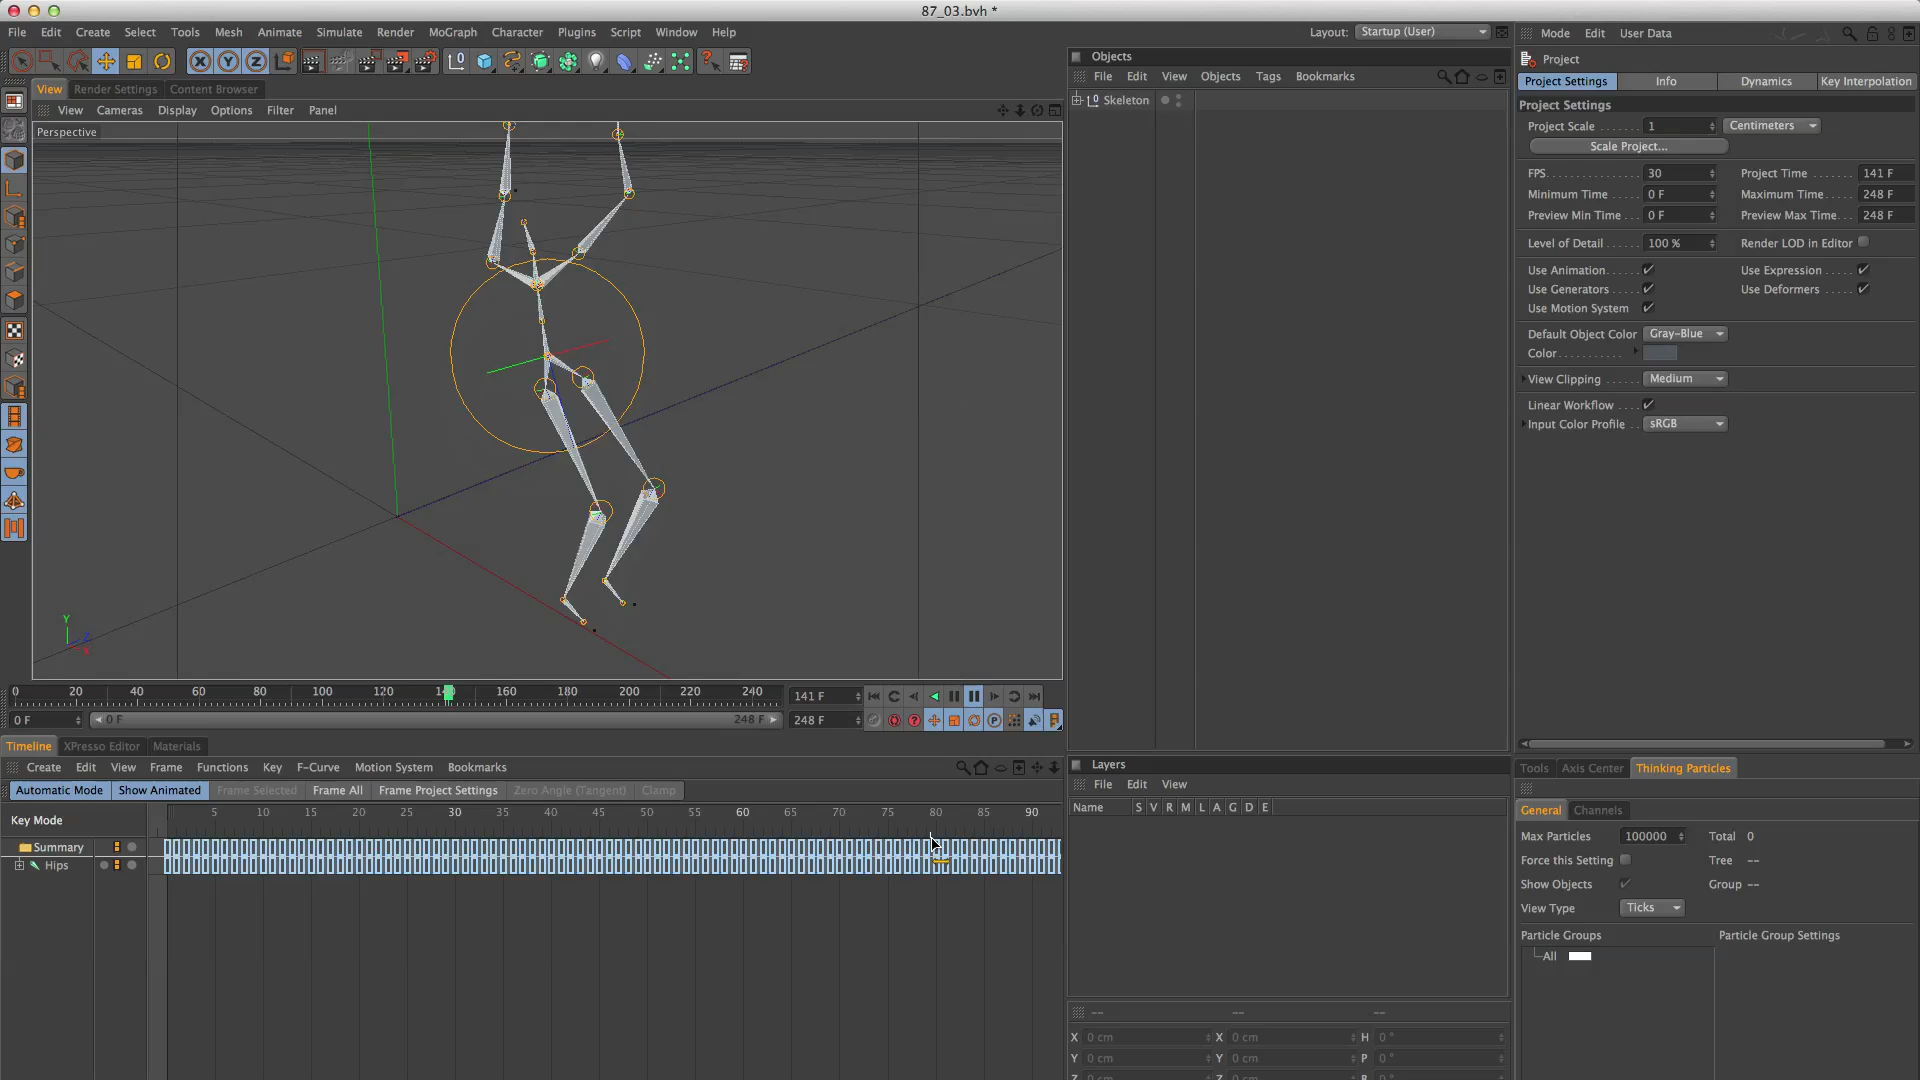 87_03.bvh *
File Edit Create Select Tools Mesh Animate Simulate Render MoGraph Character Plugins Script Window Help
Layout: Startup (User)
View Render Settings Content Browser
View Cameras Display Options Filter Panel
Perspective
Y
Z
X
0 20 40 60 80 100 120 140 160 180 200 220 240
141 F
0 F
0 F
248 F
248 F
Timeline XPresso Editor Materials
Create Edit View Frame Functions Key F-Curve Motion System Bookmarks
Automatic Mode Show Animated Frame Selected Frame All Frame Project Settings Zero Angle (Tangent) Clamp
Key Mode
5 10 15 20 25 30 35 40 45 50 55 60 65 70 75 80 85 90
Summary
Hips
Objects
File Edit View Objects Tags Bookmarks
Skeleton
Layers
File Edit View
Name S V R M L A G D E
-- -- --
X 0 cm X 0 cm H 0 °
Y 0 cm Y 0 cm P 0 °
Z 0 cm Z 0 cm R 0 °
Mode Edit User Data
Project
Project Settings Info Dynamics Key Interpolation
Project Settings
Project Scale 1 Centimeters
Scale Project...
FPS 30 Project Time 141 F
Minimum Time 0 F Maximum Time 248 F
Preview Min Time 0 F Preview Max Time 248 F
Level of Detail 100 % Render LOD in Editor
Use Animation Use Expression
Use Generators Use Deformers
Use Motion System
Default Object Color Gray-Blue
Color
View Clipping Medium
Linear Workflow
Input Color Profile sRGB
Tools Axis Center Thinking Particles
General Channels
Max Particles 100000 Total 0
Force this Setting Tree --
Show Objects Group --
View Type Ticks
Particle Groups Particle Group Settings
All